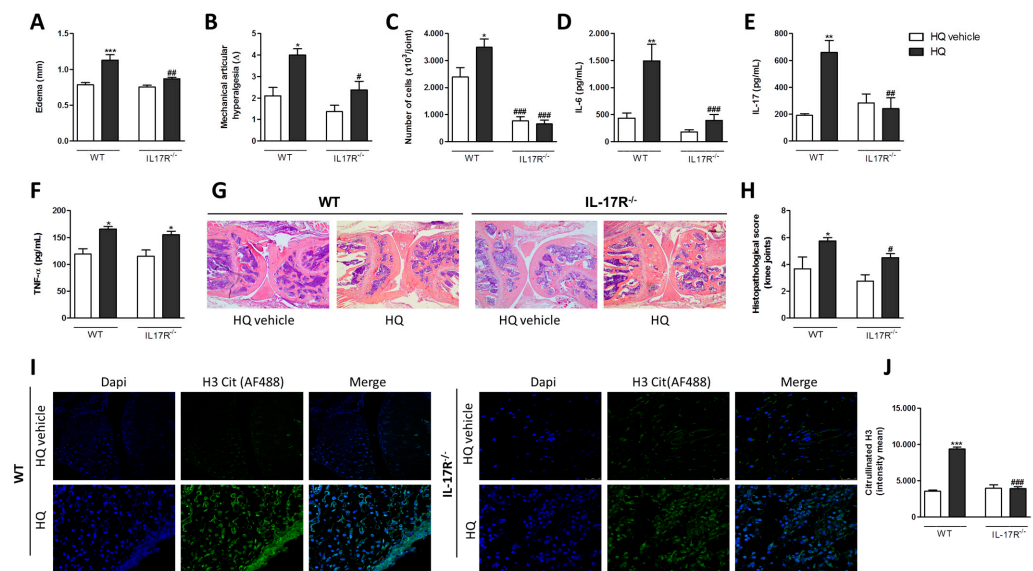 A
Edema (mm)
1.5
1.0
0.5
0.0
***
##
WT
IL17R-/-
B
Mechanical articular
hyperalgesia (Δ)
5
4
3
2
1
0
*
#
WT
IL17R-/-
C
Number of cells (x10³/joint)
4.000
3.000
2.000
1.000
0
*
###
###
WT
IL17R-/-
D
IL-6 (pg/mL)
2.000
1.500
1.000
500
0
**
###
WT
IL17R-/-
E
IL-17 (pg/mL)
800
600
400
200
0
**
##
WT
IL17R-/-
HQ vehicle
HQ
F
TNF-α (pg/mL)
200
150
100
50
0
*
*
WT
IL17R-/-
G
WT
IL-17R-/-
HQ vehicle
HQ
HQ vehicle
HQ
H
Histopathological score
(knee joints)
8
6
4
2
0
*
#
WT
IL17R-/-
I
Dapi
H3 Cit (AF488)
Merge
WT
HQ vehicle
HQ
Dapi
H3 Cit(AF488)
Merge
IL-17R-/-
HQ vehicle
HQ
J
Citrullinated H3
(intensity mean)
15.000
10.000
5.000
0
***
###
WT
IL-17R-/-